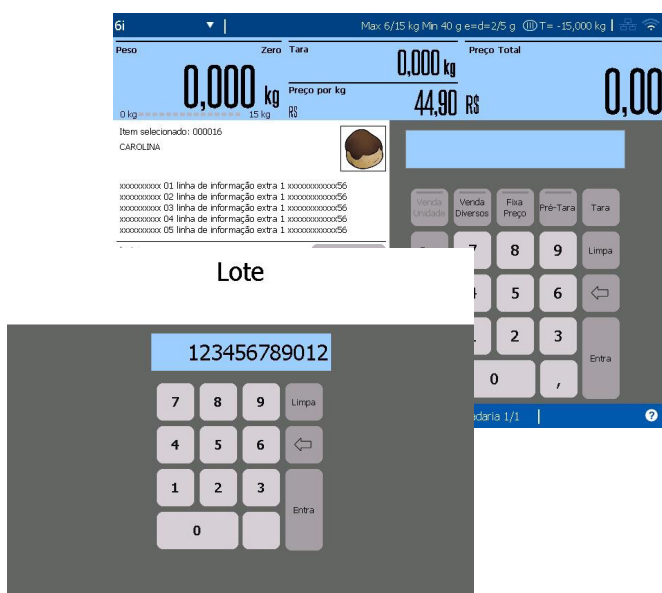 6i
Max 6/15 kg Min 40 g e=d=2/5 g III T= -15,000 kg
Peso Zero Tara Preço Total
0,000 kg
0,000 kg
0 kg 15 kg
Preço por kg
R$ 44,90 R$ 0,00
Item selecionado: 000016
CAROLINA
xxxxxxxxxx 01 linha de informação extra 1 xxxxxxxxxxxx56
xxxxxxxxxx 02 linha de informação extra 1 xxxxxxxxxxxx56
xxxxxxxxxx 03 linha de informação extra 1 xxxxxxxxxxxx56
xxxxxxxxxx 04 linha de informação extra 1 xxxxxxxxxxxx56
xxxxxxxxxx 05 linha de informação extra 1 xxxxxxxxxxxx56
Venda Unidade
Venda Diversos
Fixa Preço
Pré-Tara
Tara
8 9 Limpa
5 6
2 3
Entra
0 ,
adaria 1/1 ?
Lote
123456789012
7 8 9 Limpa
4 5 6
1 2 3
Entra
0